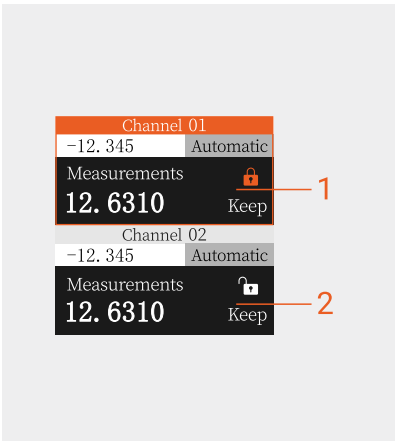 Channel 01
-12.345 Automatic
Measurements
1
12.6310 Keep
Channel 02
-12.345 Automatic
Measurements
12.6310 Keep
2